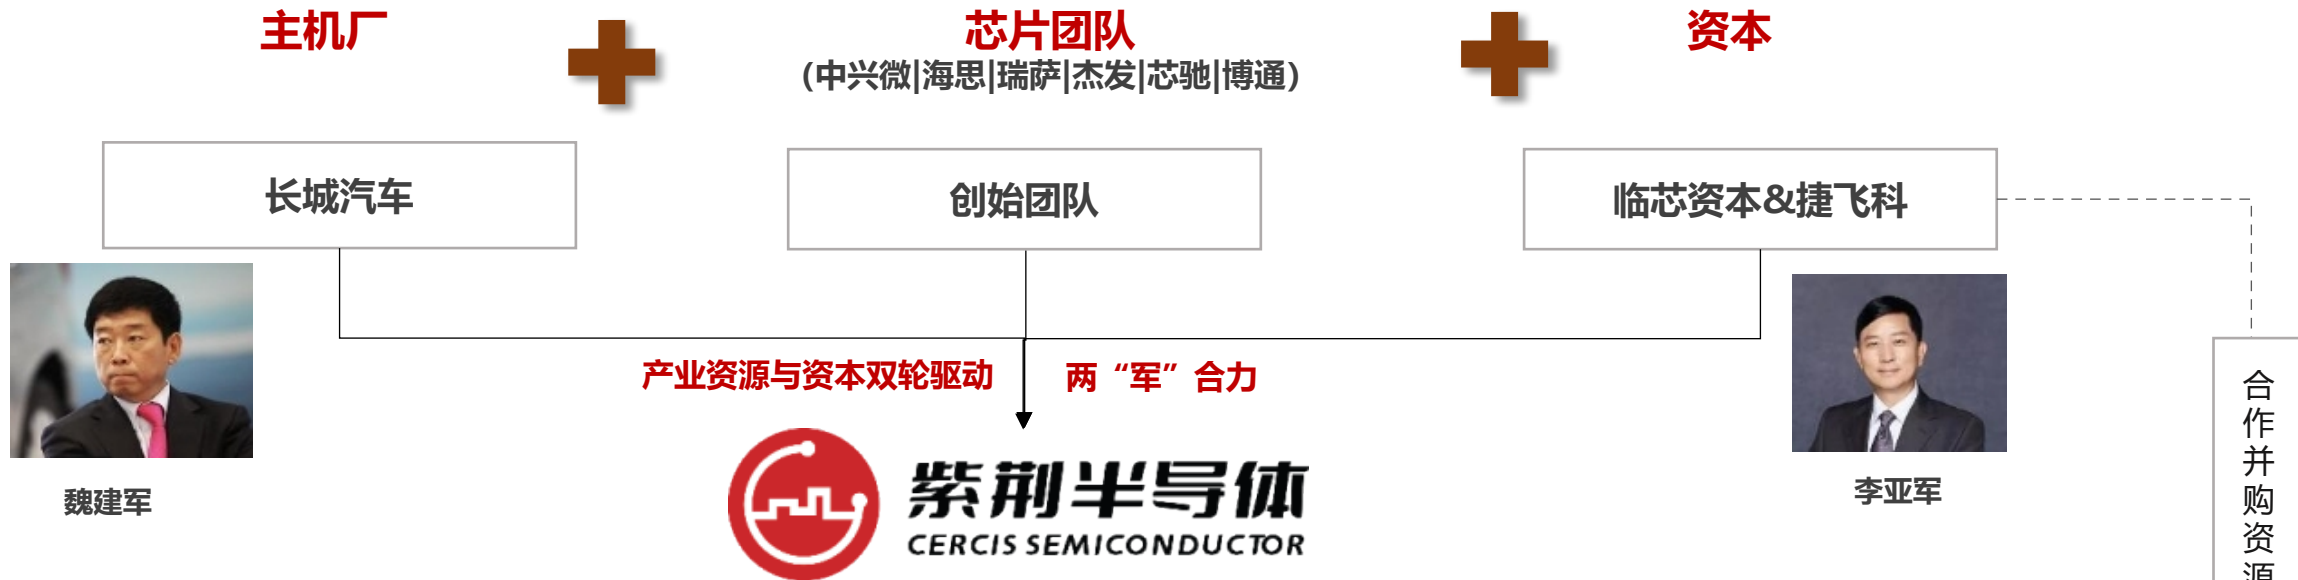 主机厂
芯片团队
资本
（中兴微|海思|瑞萨|杰发|芯驰|博通）
长城汽车
创始团队
临芯资本&捷飞科
产业资源与资本双轮驱动
两“军”合力
魏建军
紫荆半导体
CERCIS SEMICONDUCTOR
李亚军
合作并购资源